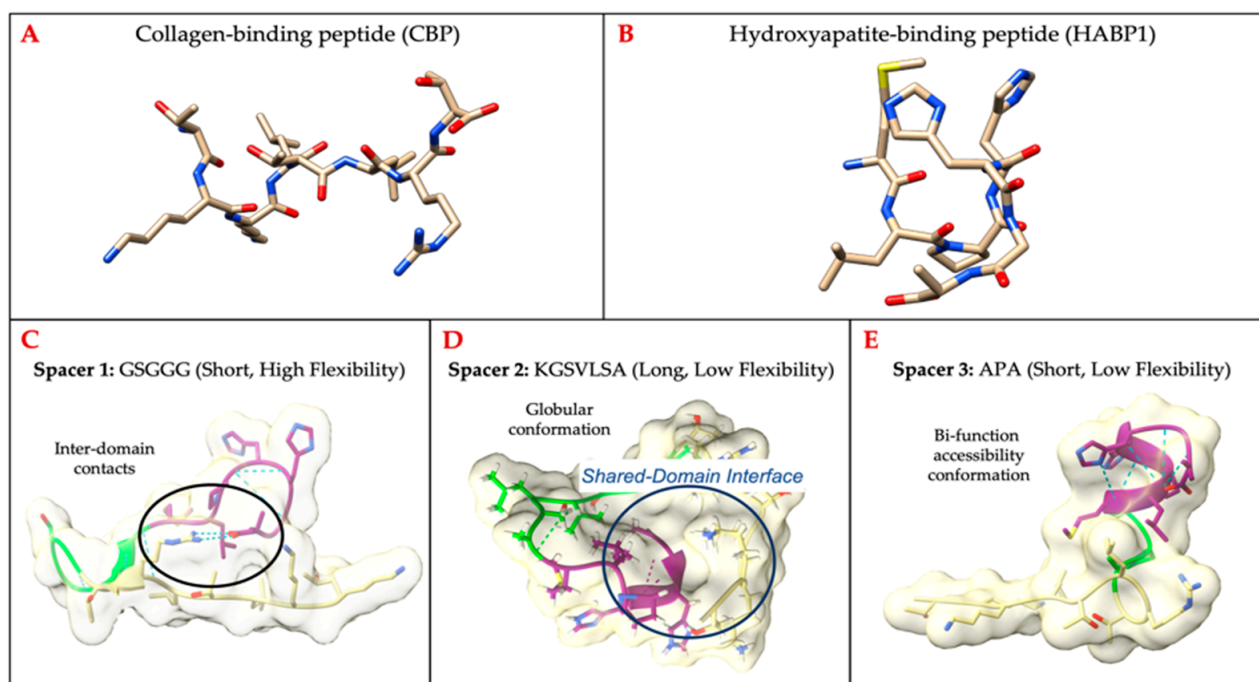 A
Collagen-binding peptide (CBP)
B
Hydroxyapatite-binding peptide (HABP1)
C
Spacer 1: GSGGG (Short, High Flexibility)
Inter-domain
contacts
D
Spacer 2: KGSVLSA (Long, Low Flexibility)
Globular
conformation
Shared-Domain Interface
E
Spacer 3: APA (Short, Low Flexibility)
Bi-function
accessibility
conformation